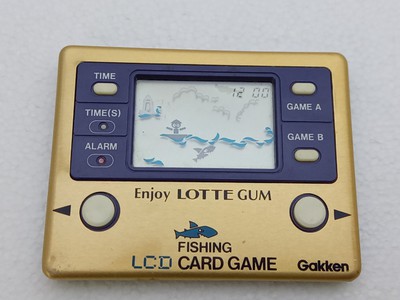 TIME
12 00
GAME A
TIME(S)
ALARM
GAME B
Enjoy LOTTE GUM
FISHING
LCD CARD GAME
Gakken